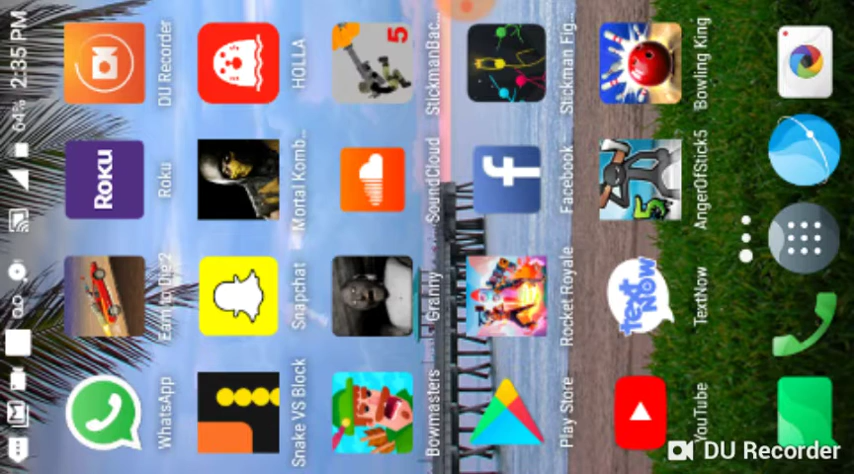 64% 2:35 PM
WhatsApp
Earn to Die 2
Roku
Roku
DU Recorder
Snake VS Block
Snapchat
Mortal Komb...
HOLLA
Bowmasters
Granny
SoundCloud
5
StickmanBac...
Play Store
Rocket Royale
f
Facebook
Stickman Fig...
YouTube
text
NOW
TextNow
5
AngerOfStick5
Bowling King
DU Recorder